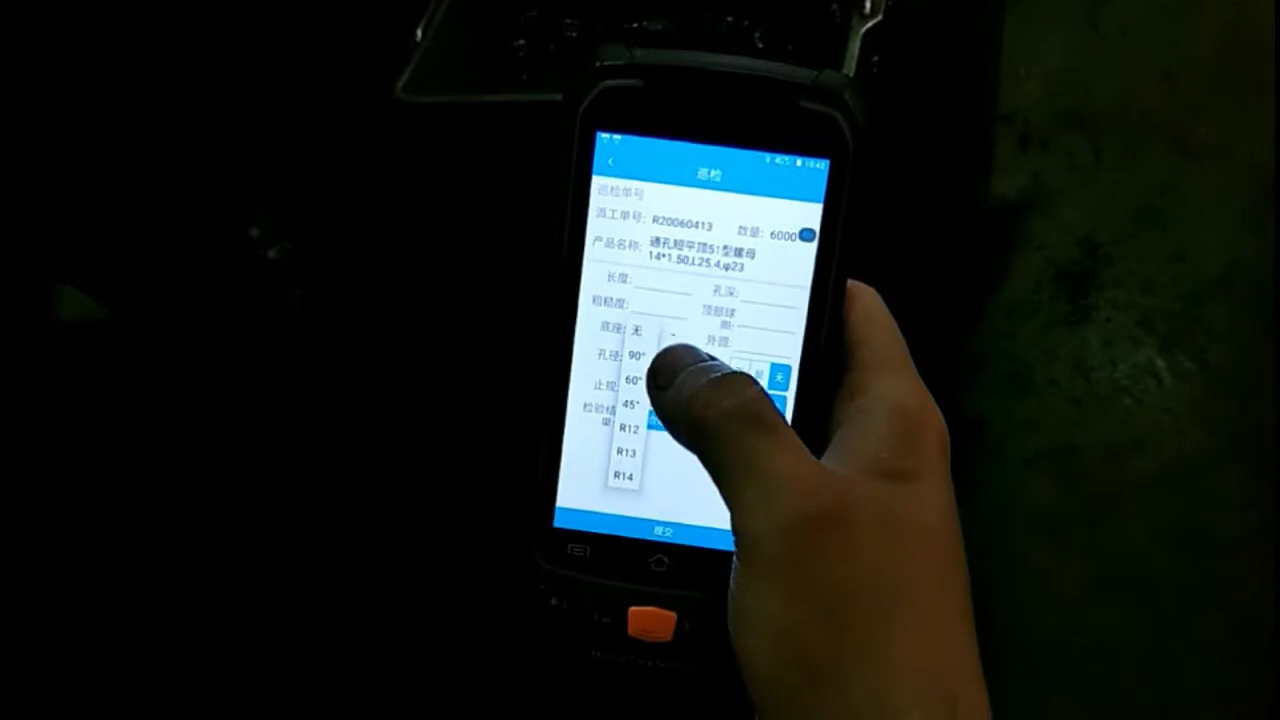 巡检
巡检单号
派工单号: R20060413 数量: 6000
产品名称: 通孔短平顶51型螺母
14*1.50,L25.4,φ23
长度: 孔深:
粗糙度: 顶部球
面:
底座 无 外圆:
孔径 90°
是 无
60°
止规
45°
检验结
果:
R12
R13
R14
提交